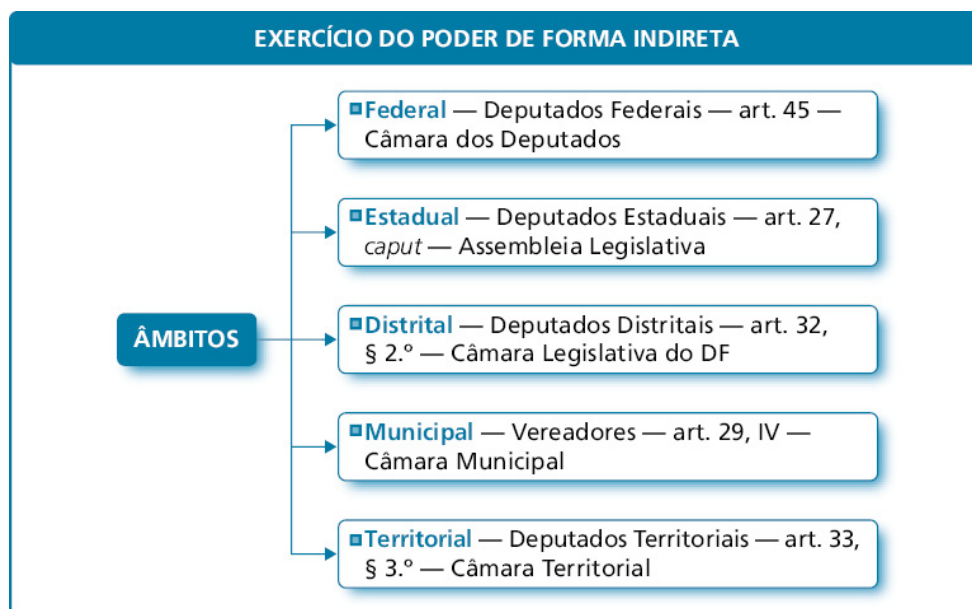 EXERCÍCIO DO PODER DE FORMA INDIRETA
Federal — Deputados Federais — art. 45 —
Câmara dos Deputados
Estadual — Deputados Estaduais — art. 27,
caput — Assembleia Legislativa
ÂMBITOS
Distrital — Deputados Distritais — art. 32,
§ 2.º — Câmara Legislativa do DF
Municipal — Vereadores — art. 29, IV —
Câmara Municipal
Territorial — Deputados Territoriais — art. 33,
§ 3.º — Câmara Territorial